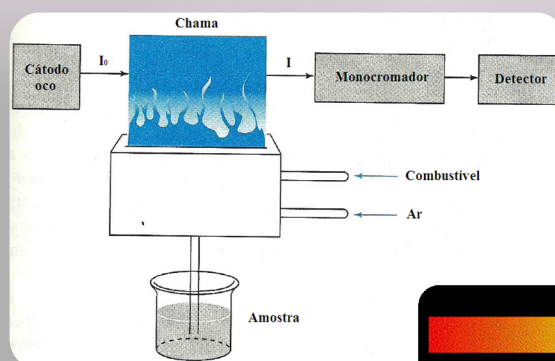 Chama
Cátodo
oco
I₀
I
Monocromador
Detector
Combustível
Ar
Amostra